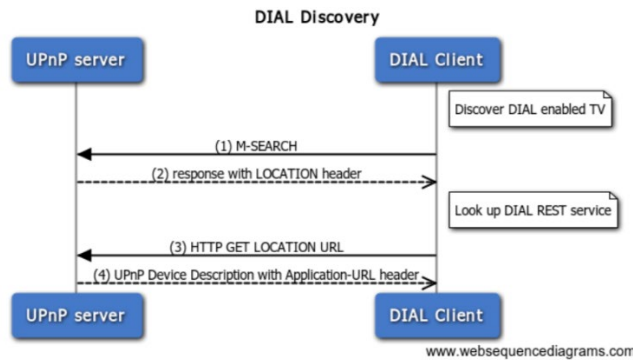 DIAL Discovery
UPnP server
DIAL Client
Discover DIAL enabled TV
(1) M-SEARCH
(2) response with LOCATION header
Look up DIAL REST service
(3) HTTP GET LOCATION URL
(4) UPnP Device Description with Application-URL header
UPnP server
DIAL Client
www.websequencediagrams.com